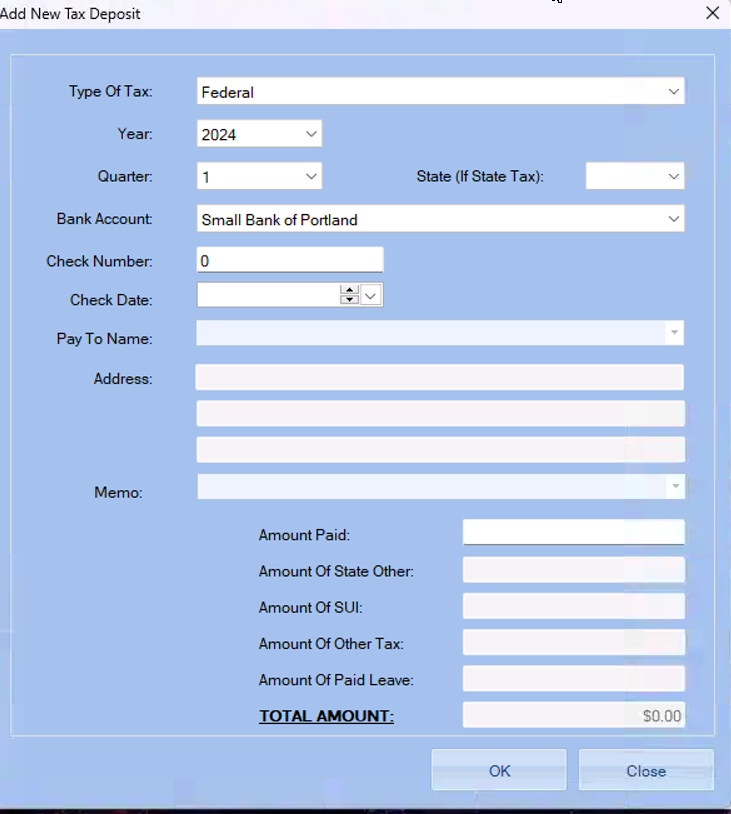 Add New Tax Deposit
Type Of Tax: Federal
Year: 2024
Quarter: 1 State (If State Tax):
Bank Account: Small Bank of Portland
Check Number: 0
Check Date:
Pay To Name:
Address:
Memo:
Amount Paid:
Amount Of State Other:
Amount Of SUI:
Amount Of Other Tax:
Amount Of Paid Leave:
TOTAL AMOUNT: $0.00
OK Close